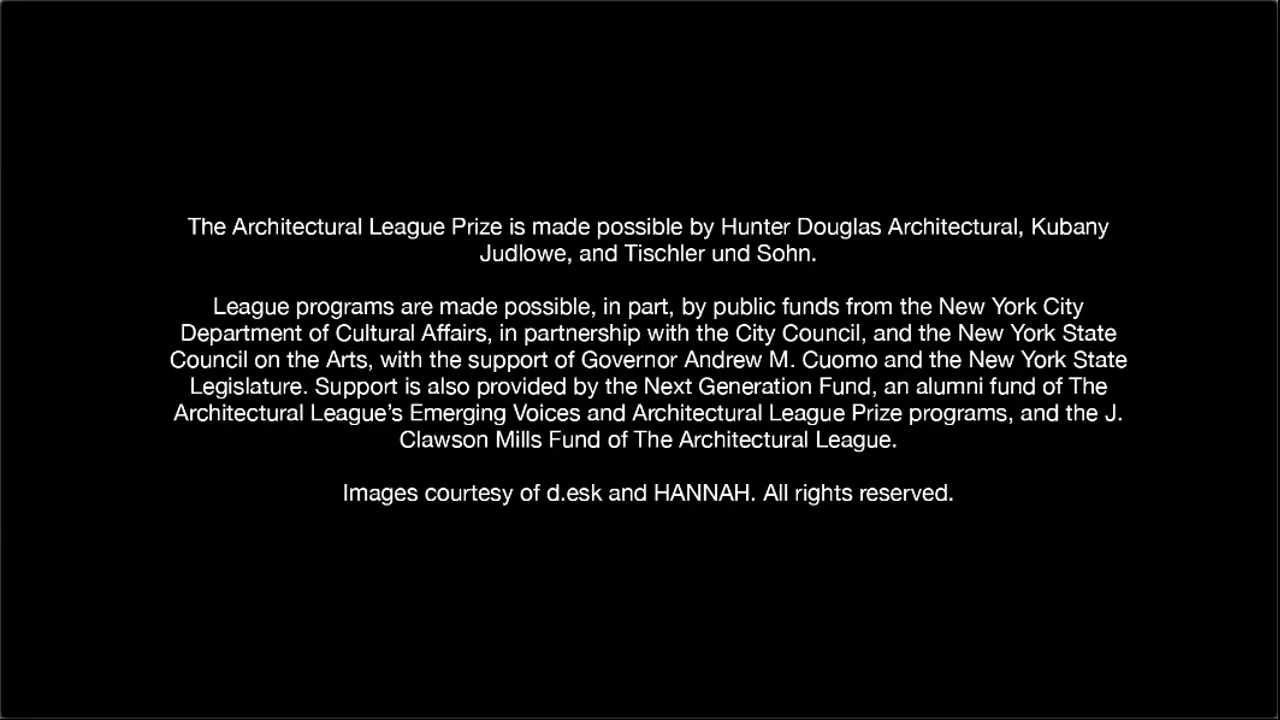 The Architectural League Prize is made possible by Hunter Douglas Architectural, Kubany
Judlowe, and Tischler und Sohn.
League programs are made possible, in part, by public funds from the New York City
Department of Cultural Affairs, in partnership with the City Council, and the New York State
Council on the Arts, with the support of Governor Andrew M. Cuomo and the New York State
Legislature. Support is also provided by the Next Generation Fund, an alumni fund of The
Architectural League’s Emerging Voices and Architectural League Prize programs, and the J.
Clawson Mills Fund of The Architectural League.
Images courtesy of d.esk and HANNAH. All rights reserved.